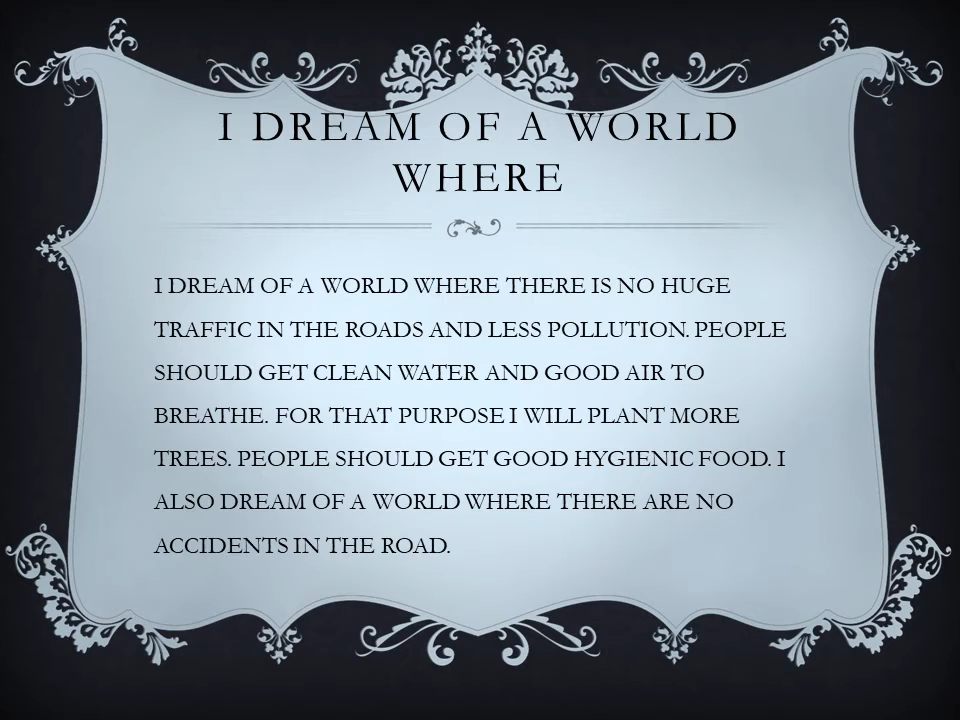 I DREAM OF A WORLD
WHERE
I DREAM OF A WORLD WHERE THERE IS NO HUGE
TRAFFIC IN THE ROADS AND LESS POLLUTION. PEOPLE
SHOULD GET CLEAN WATER AND GOOD AIR TO
BREATHE. FOR THAT PURPOSE I WILL PLANT MORE
TREES. PEOPLE SHOULD GET GOOD HYGIENIC FOOD. I
ALSO DREAM OF A WORLD WHERE THERE ARE NO
ACCIDENTS IN THE ROAD.